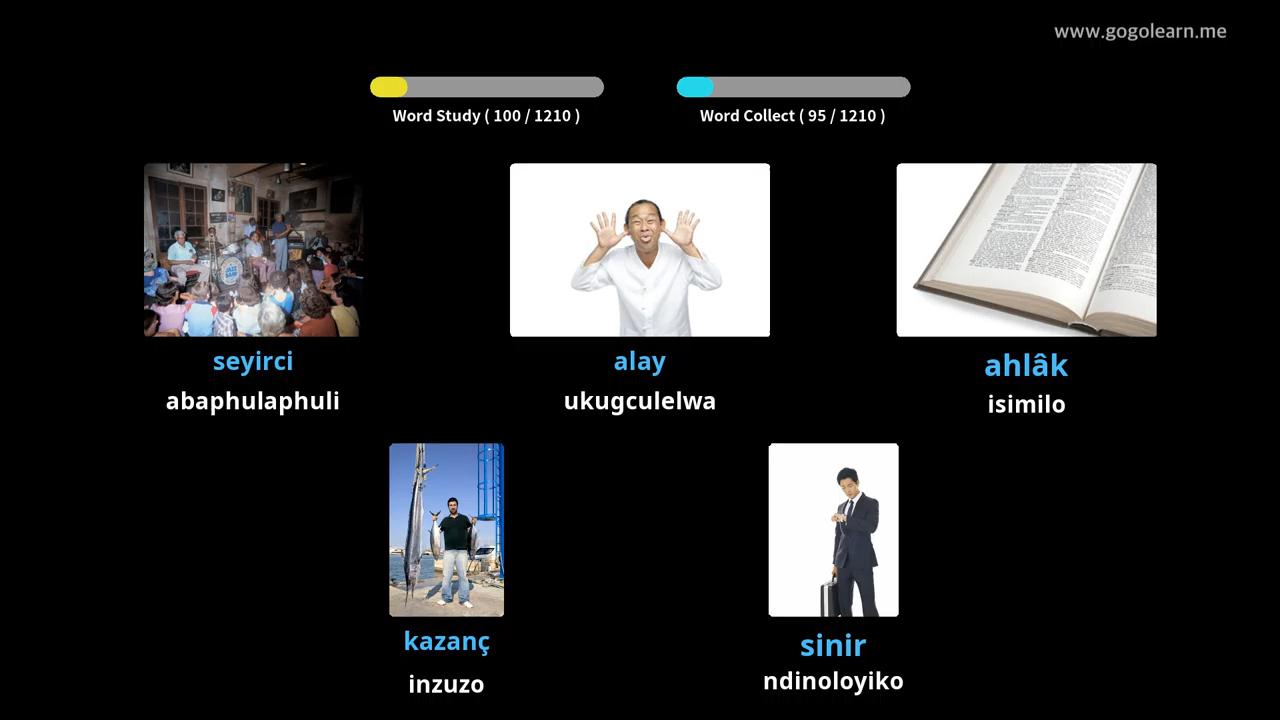 www.gogolearn.me
Word Study ( 100 / 1210 )
Word Collect ( 95 / 1210 )
seyirci
abaphulaphuli
alay
ukugculelwa
ahlâk
isimilo
kazanç
inzuzo
sinir
ndinoloyiko